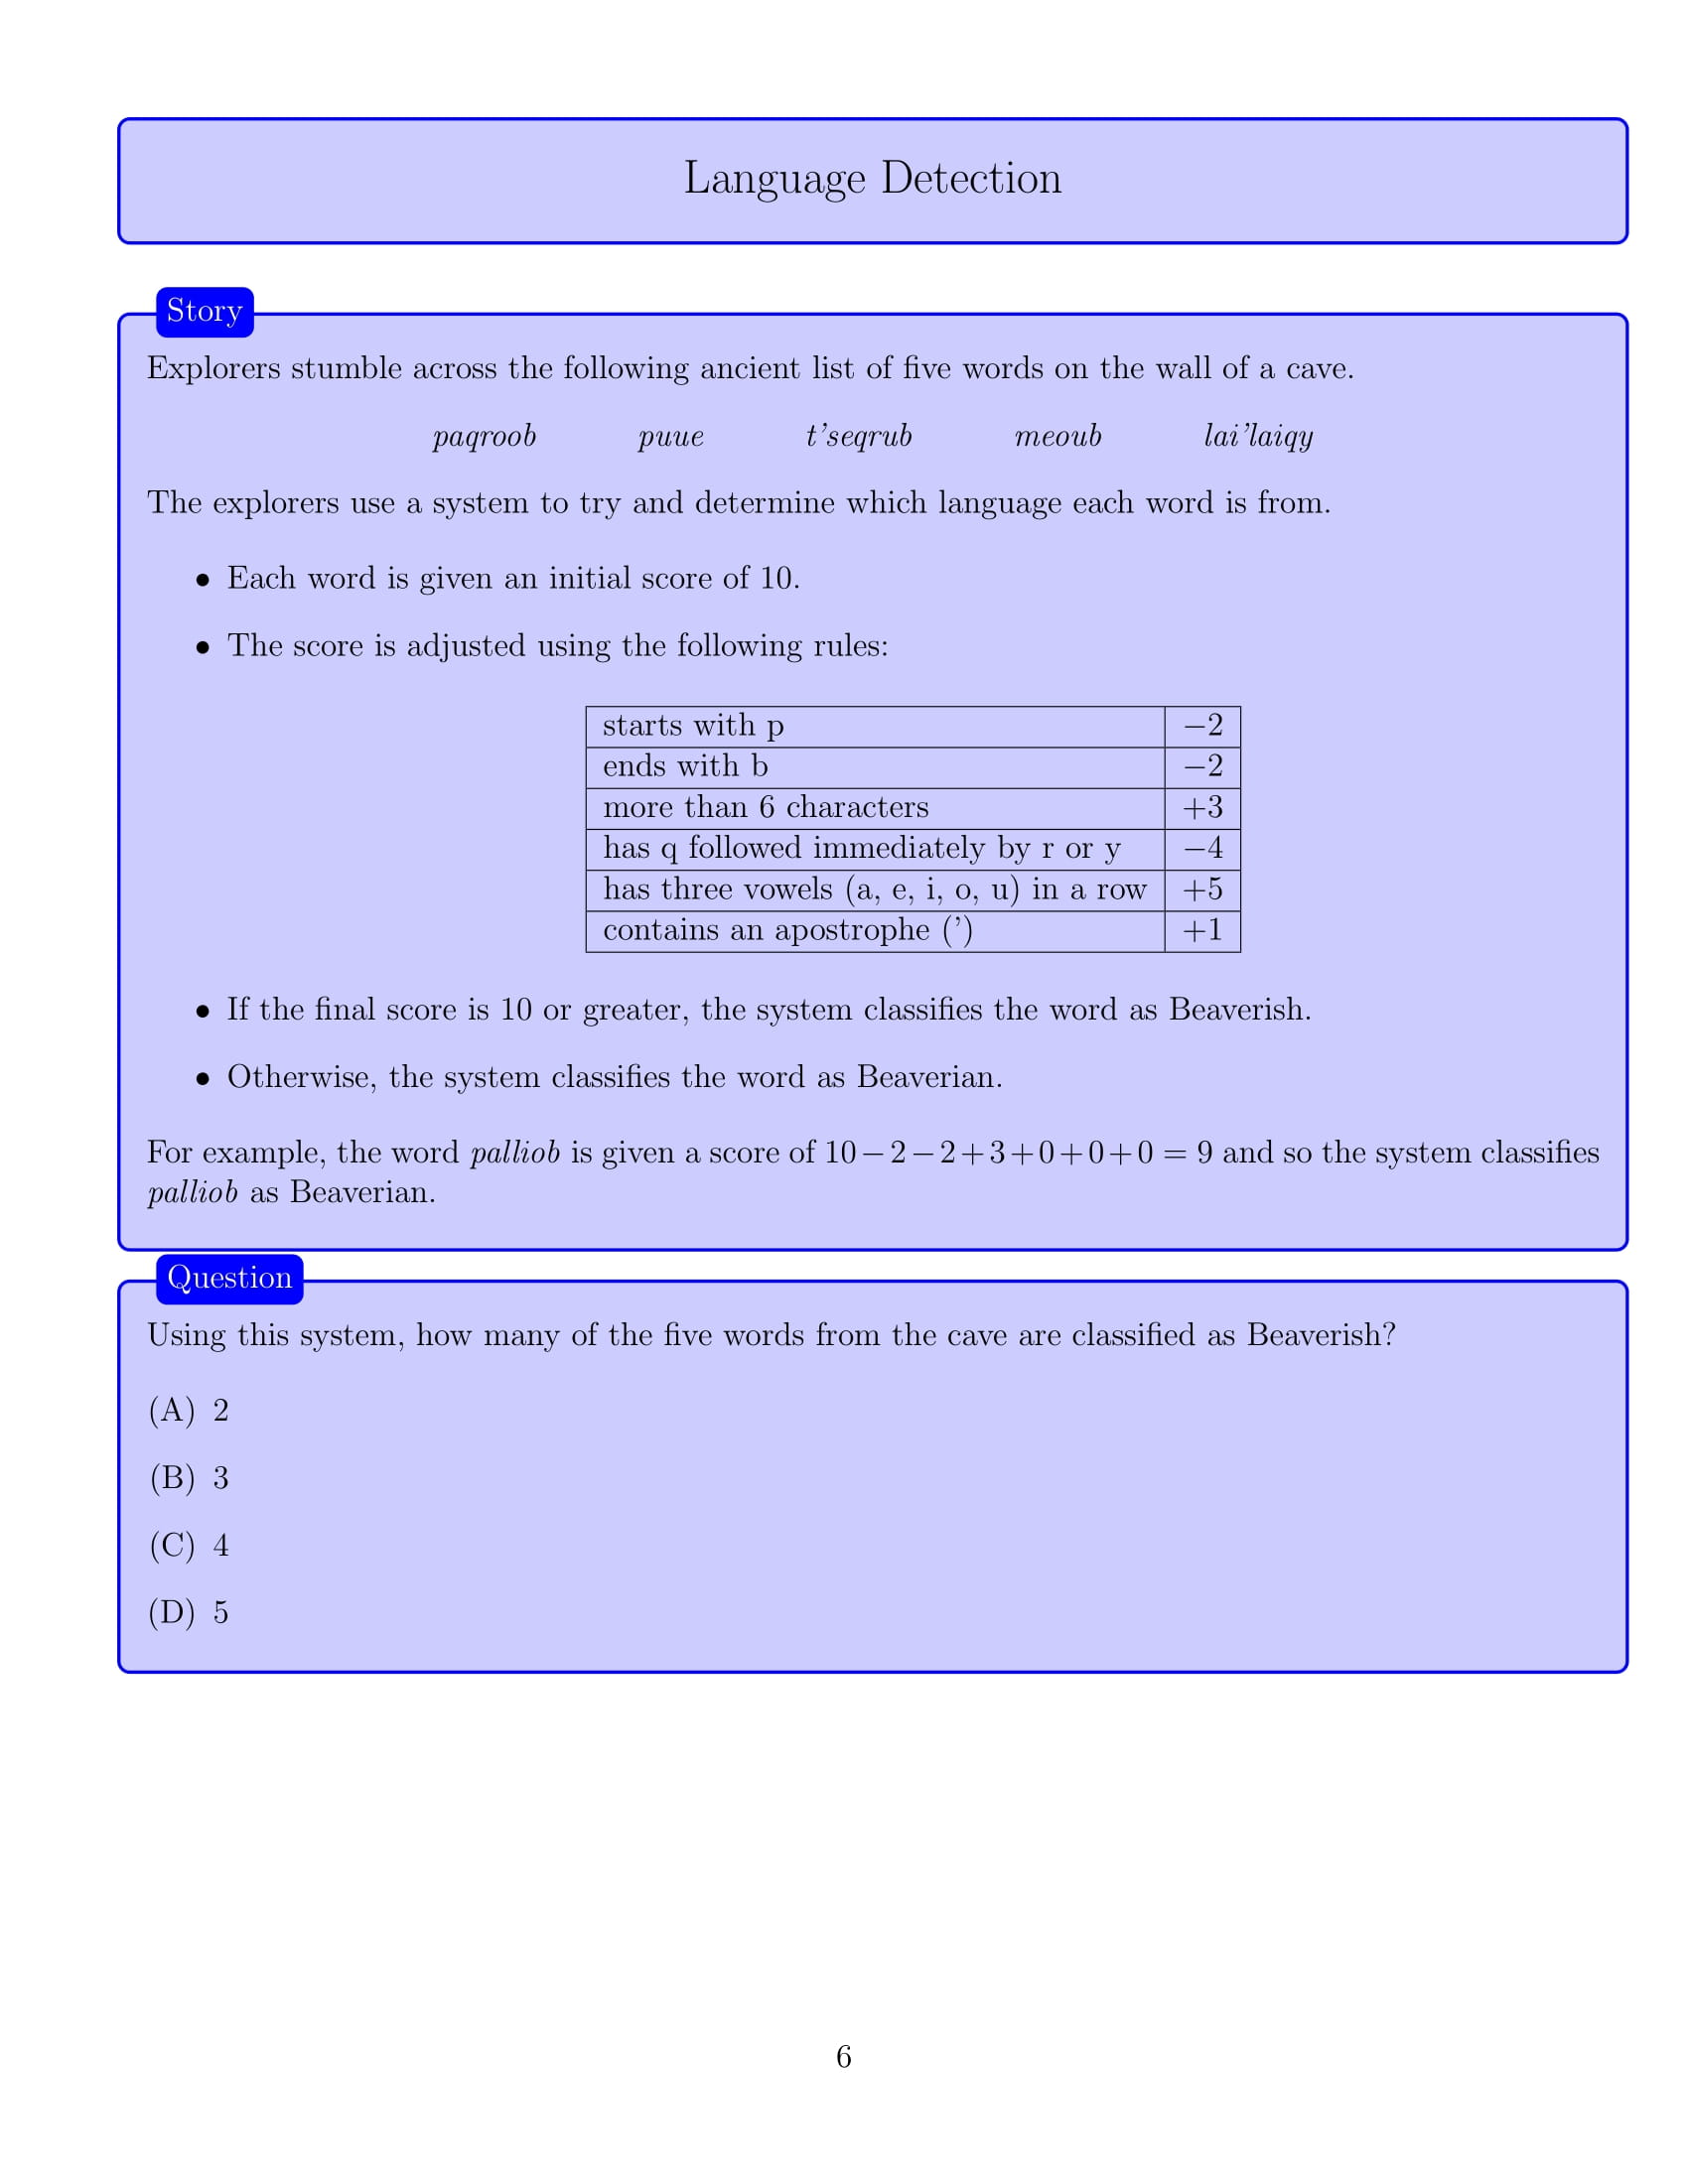 Language Detection
Story
Explorers stumble across the following ancient list of five words on the wall of a cave.
paqroob puue t’seqrub meoub lai’laiqy
The explorers use a system to try and determine which language each word is from.
• Each word is given an initial score of 10.
• The score is adjusted using the following rules:
starts with p −2
ends with b −2
more than 6 characters +3
has q followed immediately by r or y −4
has three vowels (a, e, i, o, u) in a row +5
contains an apostrophe (’) +1
• If the final score is 10 or greater, the system classifies the word as Beaverish.
• Otherwise, the system classifies the word as Beaverian.
For example, the word palliob is given a score of 10−2−2+3+0+0+0 = 9 and so the system classifies
palliob as Beaverian.
Question
Using this system, how many of the five words from the cave are classified as Beaverish?
(A) 2
(B) 3
(C) 4
(D) 5
6